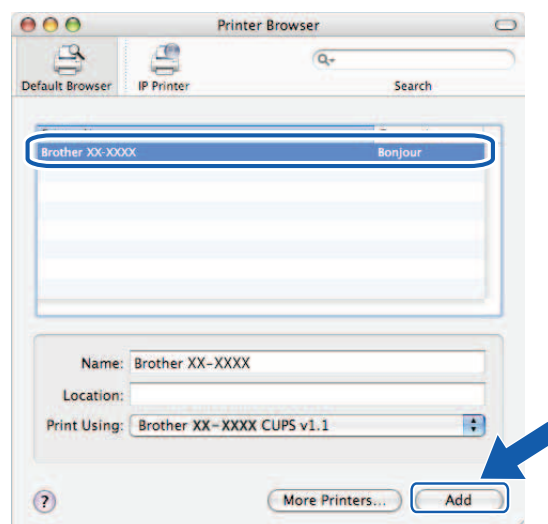 Printer Browser
Default Browser
IP Printer
Search
Brother XX-XXXX Bonjour
Name: Brother XX-XXXX
Location:
Print Using: Brother XX-XXXX CUPS v1.1
? More Printers... Add